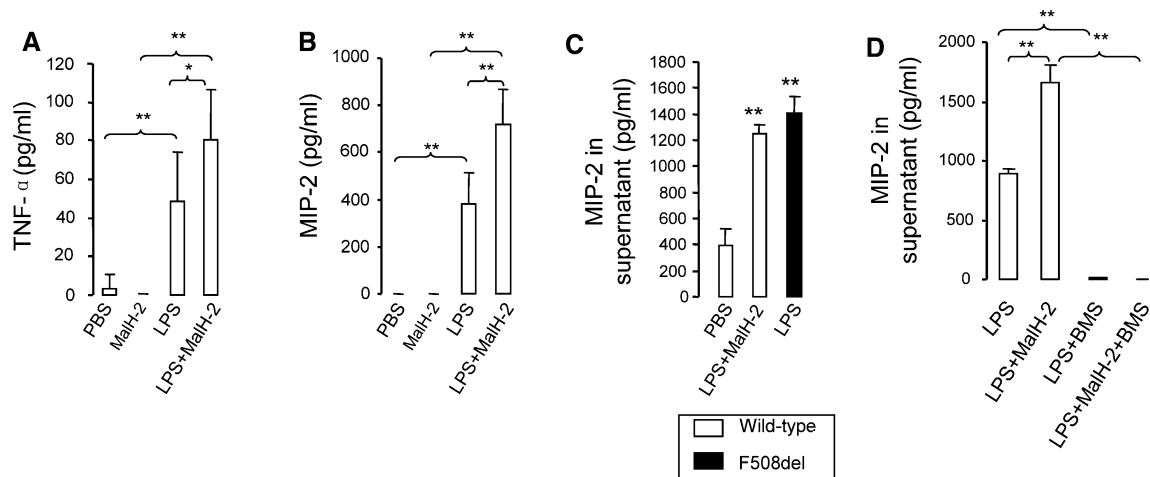 A
TNF-α (pg/ml)
120
100
80
60
40
20
0
**
*
**
PBS
MalH-2
LPS
LPS+MalH-2
B
MIP-2 (pg/ml)
1000
800
600
400
200
0
**
**
**
PBS
MalH-2
LPS
LPS+MalH-2
C
MIP-2 in
supernatant (pg/ml)
1800
1600
1400
1200
1000
800
600
400
200
0
**
**
PBS
LPS+MalH-2
LPS
D
MIP-2 in
supernatant (pg/ml)
2000
1500
1000
500
0
**
**
**
LPS
LPS+MalH-2
LPS+BMS
LPS+MalH-2+BMS
Wild-type
F508del